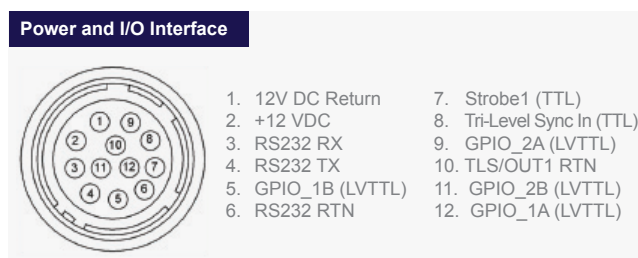 Power and I/O Interface
1 9
2 10 8
3 11 12 7
4 5 6
1. 12V DC Return
2. +12 VDC
3. RS232 RX
4. RS232 TX
5. GPIO_1B (LVTTL)
6. RS232 RTN
7. Strobe1 (TTL)
8. Tri-Level Sync In (TTL)
9. GPIO_2A (LVTTL)
10. TLS/OUT1 RTN
11. GPIO_2B (LVTTL)
12. GPIO_1A (LVTTL)